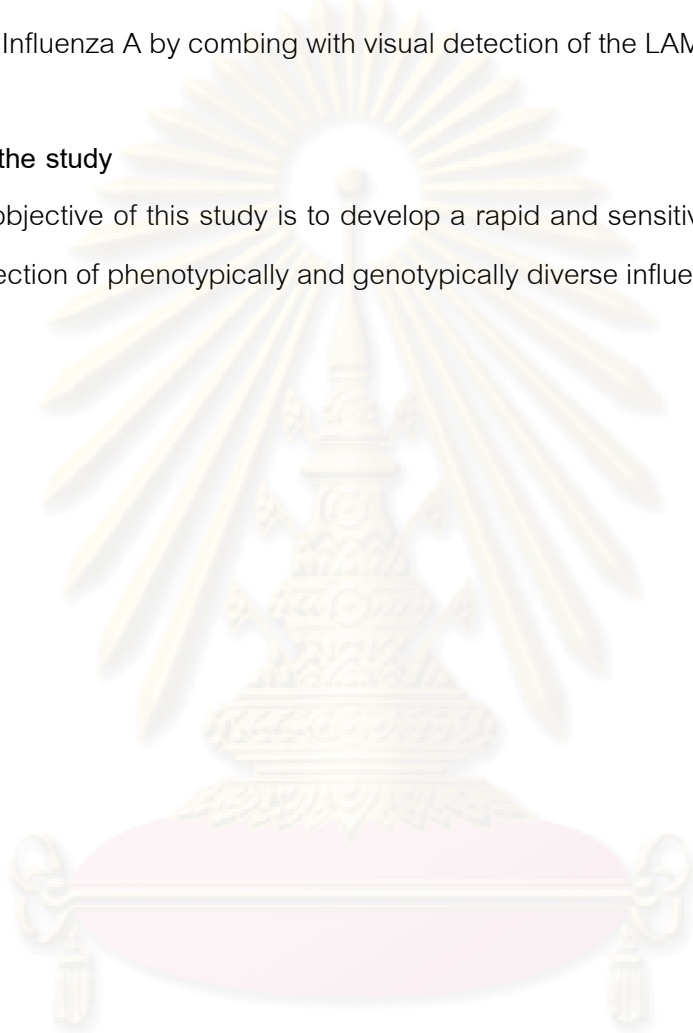 Influenza A by combing with visual detection of the LAM
the study
objective of this study is to develop a rapid and sensitiv
ection of phenotypically and genotypically diverse influe